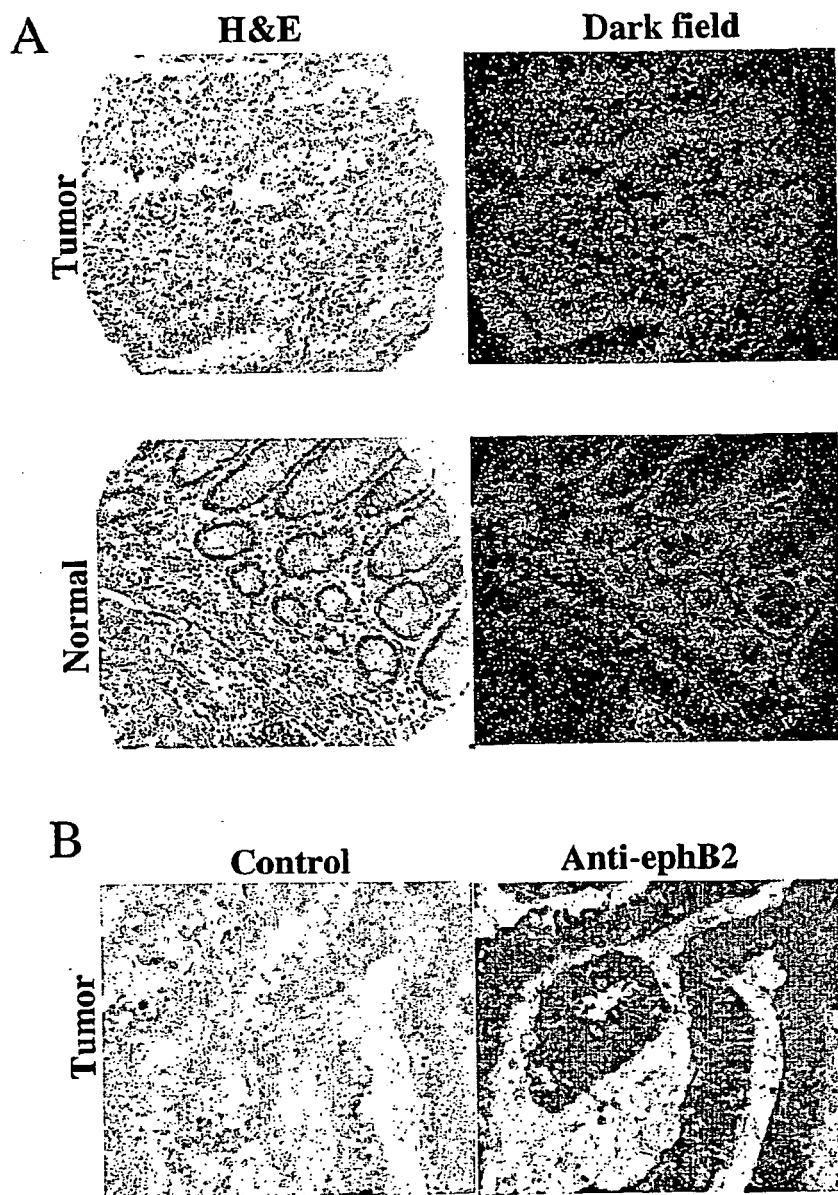 A
H&E
Dark field
Tumor
Normal
B
Control
Anti-ephB2
Tumor